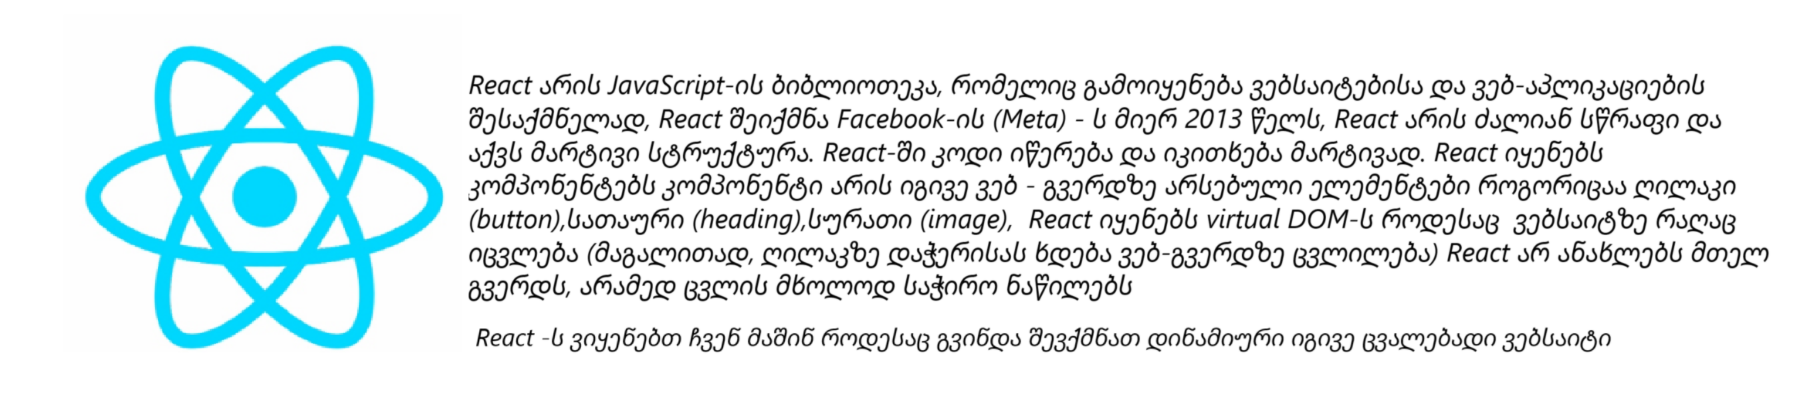 React არის JavaScript-ის ბიბლიოთეკა, რომელიც გამოიყენება ვებსაიტებისა და ვებ-აპლიკაციების
შესაქმნელად, React შეიქმნა Facebook-ის (Meta) - ს მიერ 2013 წელს, React არის ძალიან სწრაფი და
აქვს მარტივი სტრუქტურა. React-ში კოდი იწერება და იკითხება მარტივად. React იყენებს
კომპონენტებს კომპონენტი არის იგივე ვებ - გვერდზე არსებული ელემენტები როგორიცაა ღილაკი
(button),სათაური (heading),სურათი (image),  React იყენებს virtual DOM-ს როდესაც  ვებსაიტზე რაღაც
იცვლება (მაგალითად, ღილაკზე დაჭერისას ხდება ვებ-გვერდზე ცვლილება) React არ ანახლებს მთელ
გვერდს, არამედ ცვლის მხოლოდ საჭირო ნაწილებს
React -ს ვიყენებთ ჩვენ მაშინ როდესაც გვინდა შევქმნათ დინამიური იგივე ცვალებადი ვებსაიტი